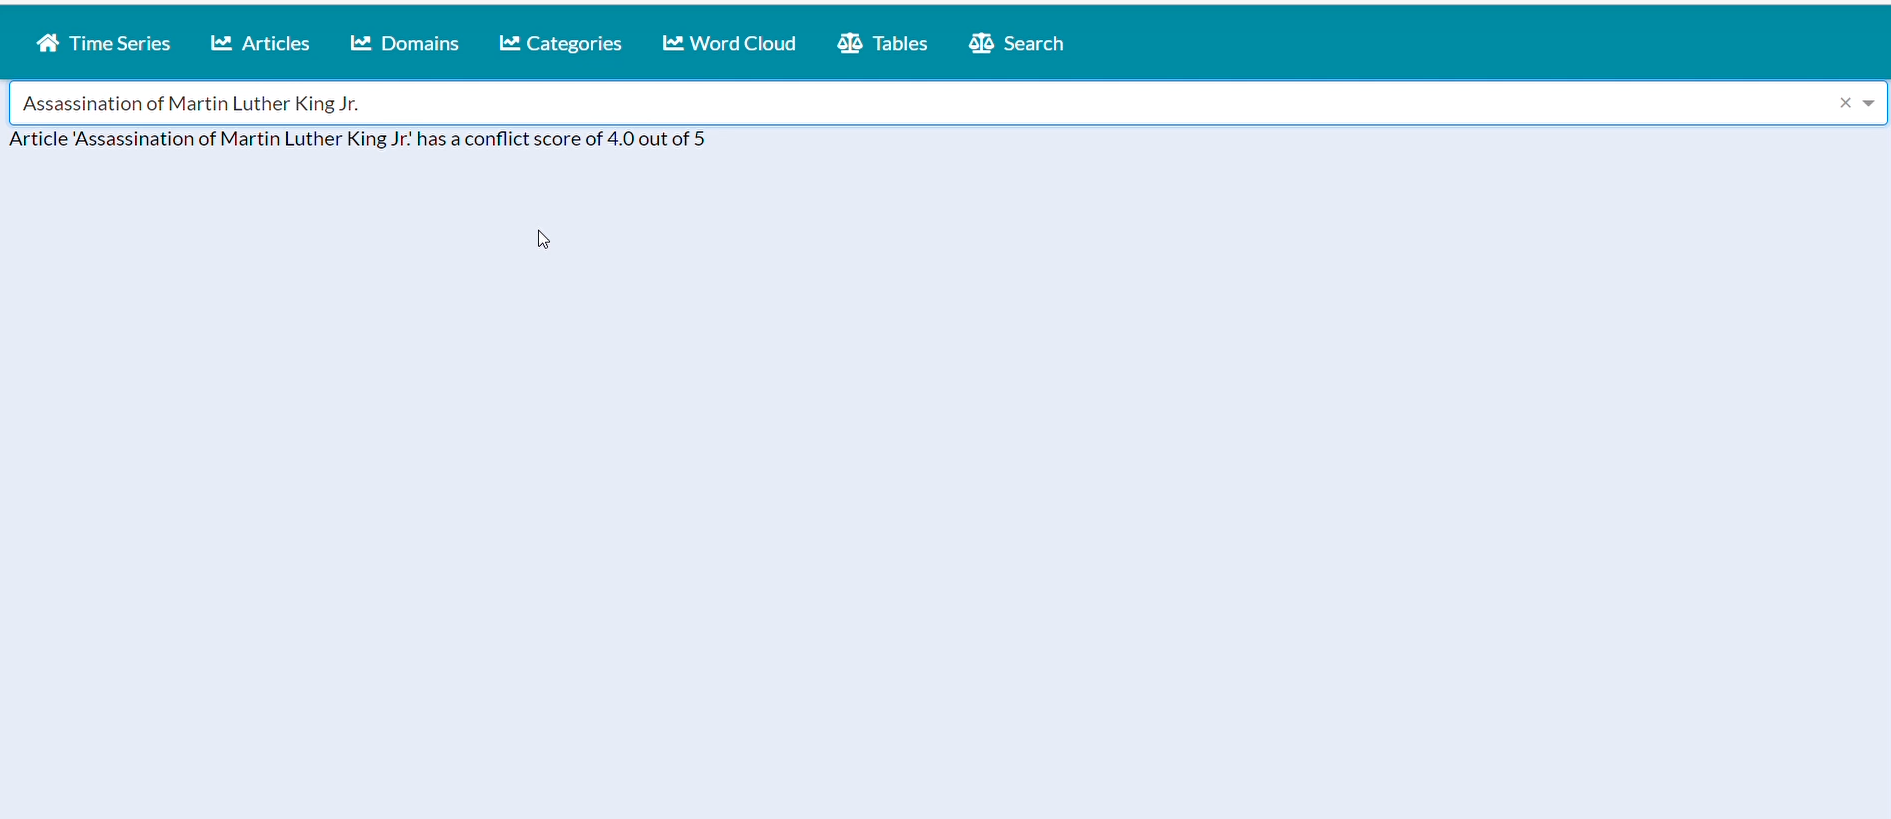 Time Series Articles Domains Categories Word Cloud Tables Search
Assassination of Martin Luther King Jr.
Article 'Assassination of Martin Luther King Jr.' has a conflict score of 4.0 out of 5